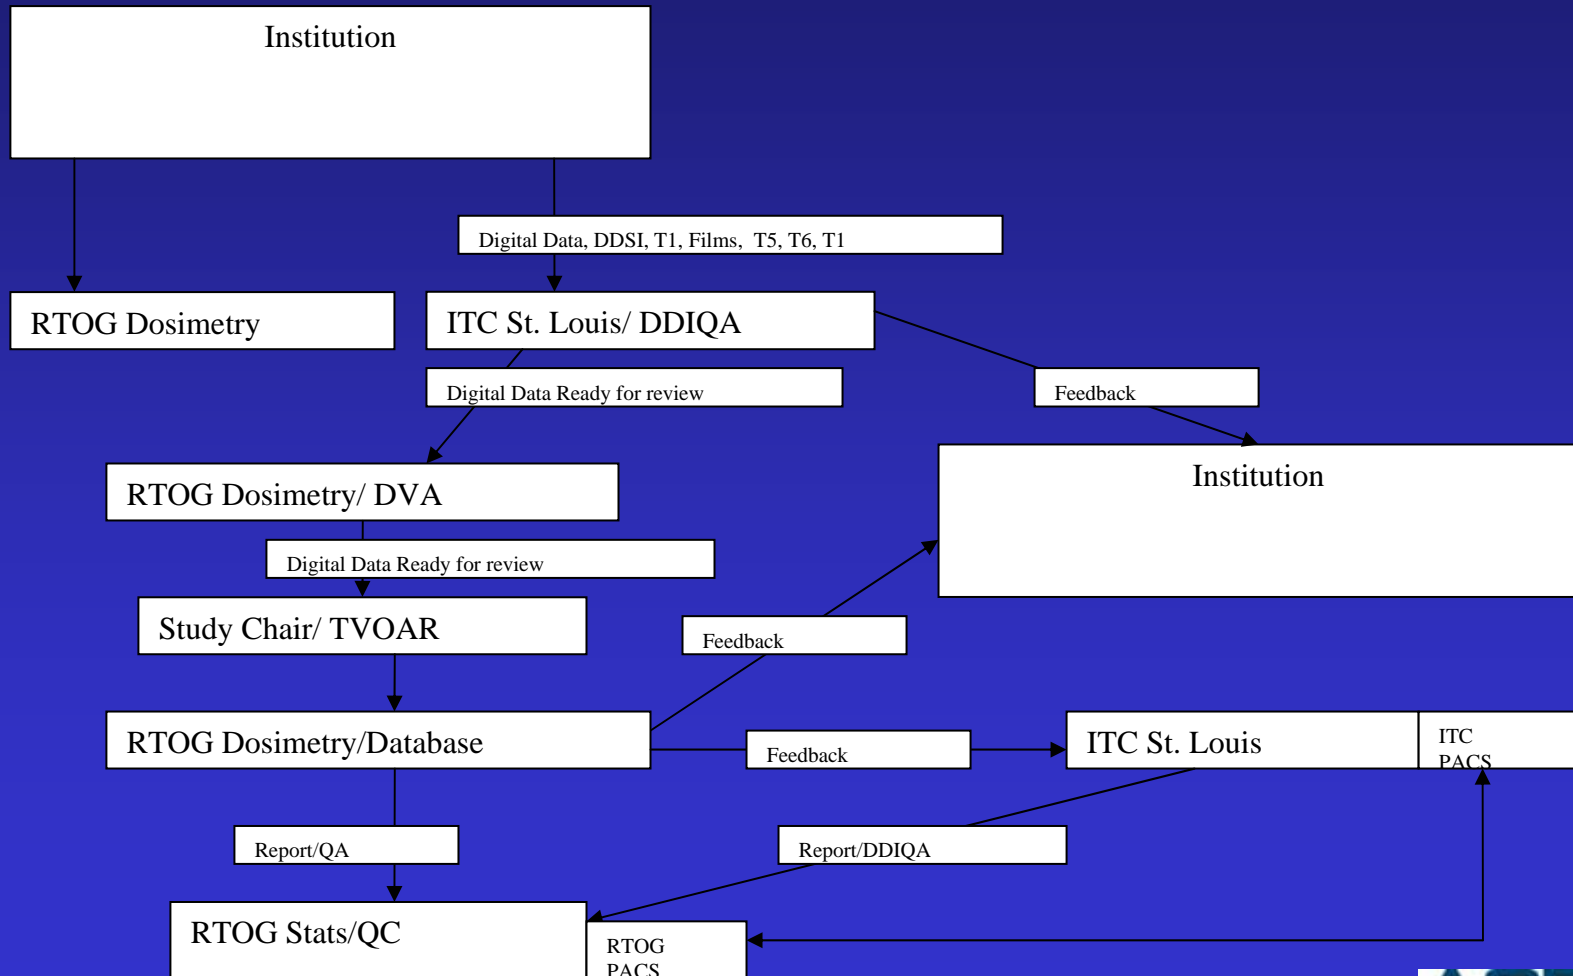 Institution
Digital Data, DDSI, T1, Films, T5, T6, T1
RTOG Dosimetry
ITC St. Louis/ DDIQA
Digital Data Ready for review
Feedback
Institution
RTOG Dosimetry/ DVA
Digital Data Ready for review
Study Chair/ TVOAR
Feedback
RTOG Dosimetry/Database
Feedback
ITC St. Louis
ITC
PACS
Report/QA
Report/DDIQA
RTOG Stats/QC
RTOG
PACS